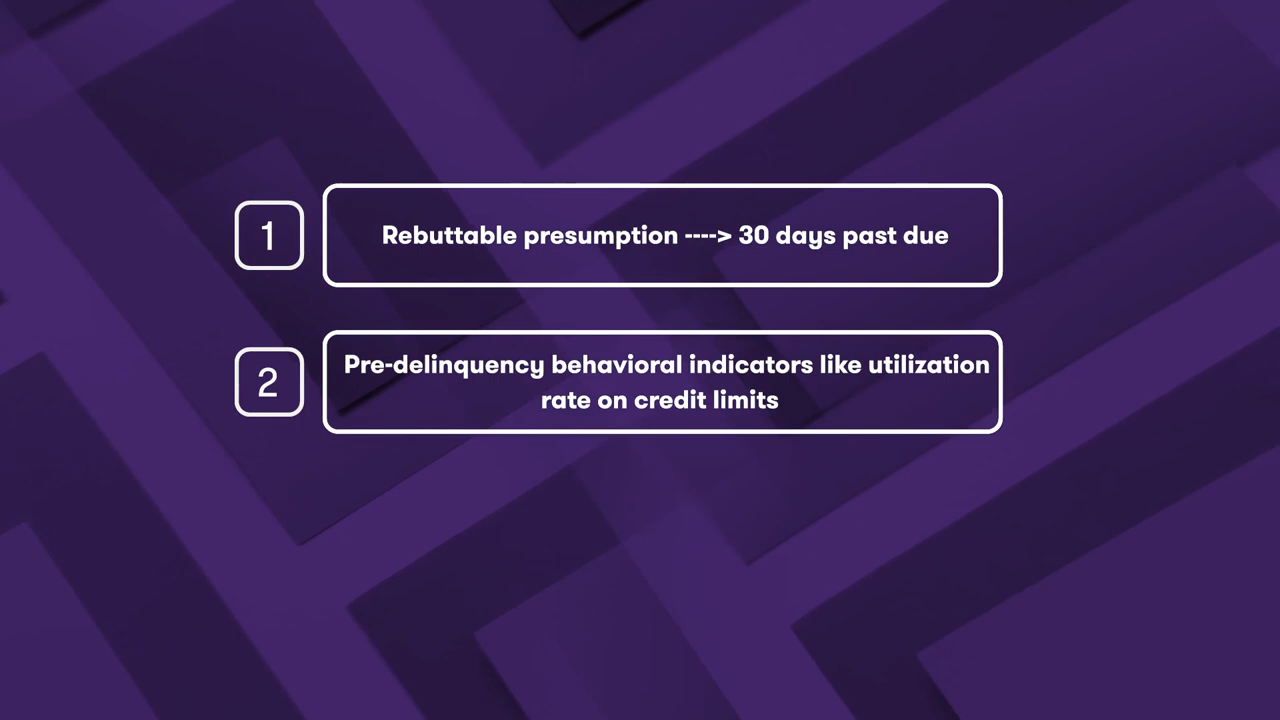 1
Rebuttable presumption ----> 30 days past due
2
Pre-delinquency behavioral indicators like utilization
rate on credit limits